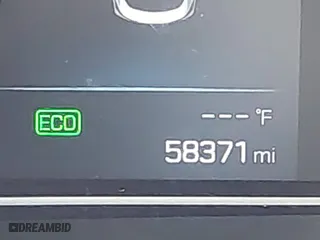 ECO
--- °F
58371 mi
DREAMBID